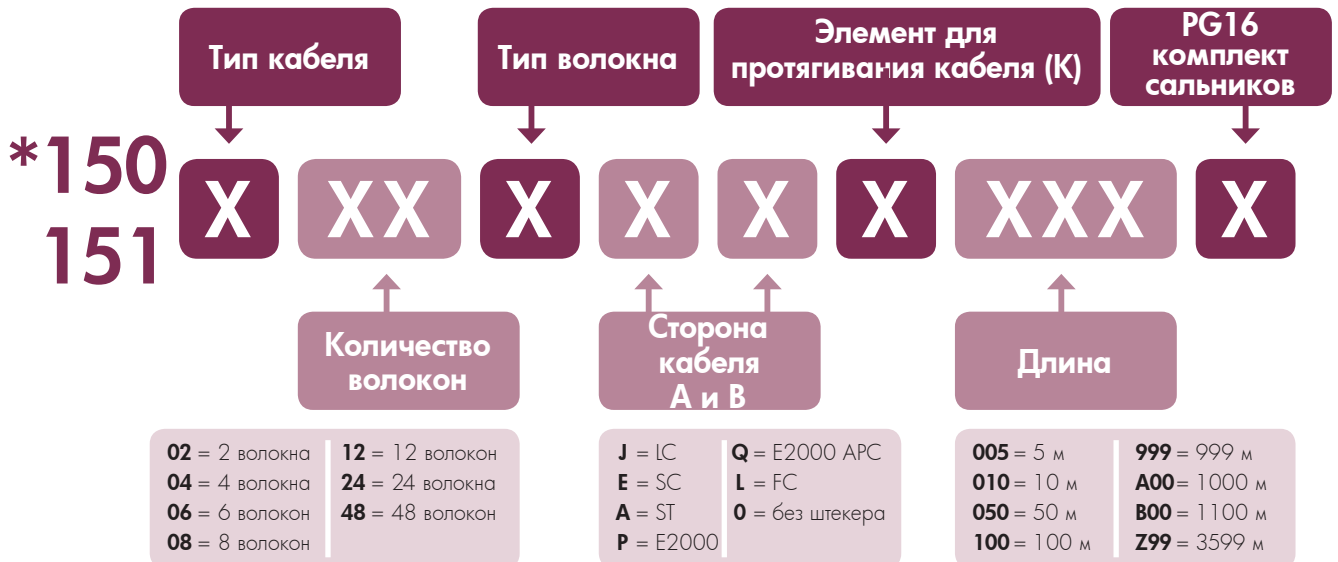 Тип кабеля
Тип волокна
Элемент для
протягивания кабеля (К)
PG16
комплект
сальников
*150
151
X XX X X X X XXX X
Количество
волокон
Сторона
кабеля
А и В
Длина
02 = 2 волокна
04 = 4 волокна
06 = 6 волокон
08 = 8 волокон
12 = 12 волокон
24 = 24 волокна
48 = 48 волокон
J = LC
E = SC
A = ST
P = E2000
Q = E2000 APC
L = FC
0 = без штекера
005 = 5 м
010 = 10 м
050 = 50 м
100 = 100 м
999 = 999 м
A00 = 1000 м
B00 = 1100 м
Z99 = 3599 м